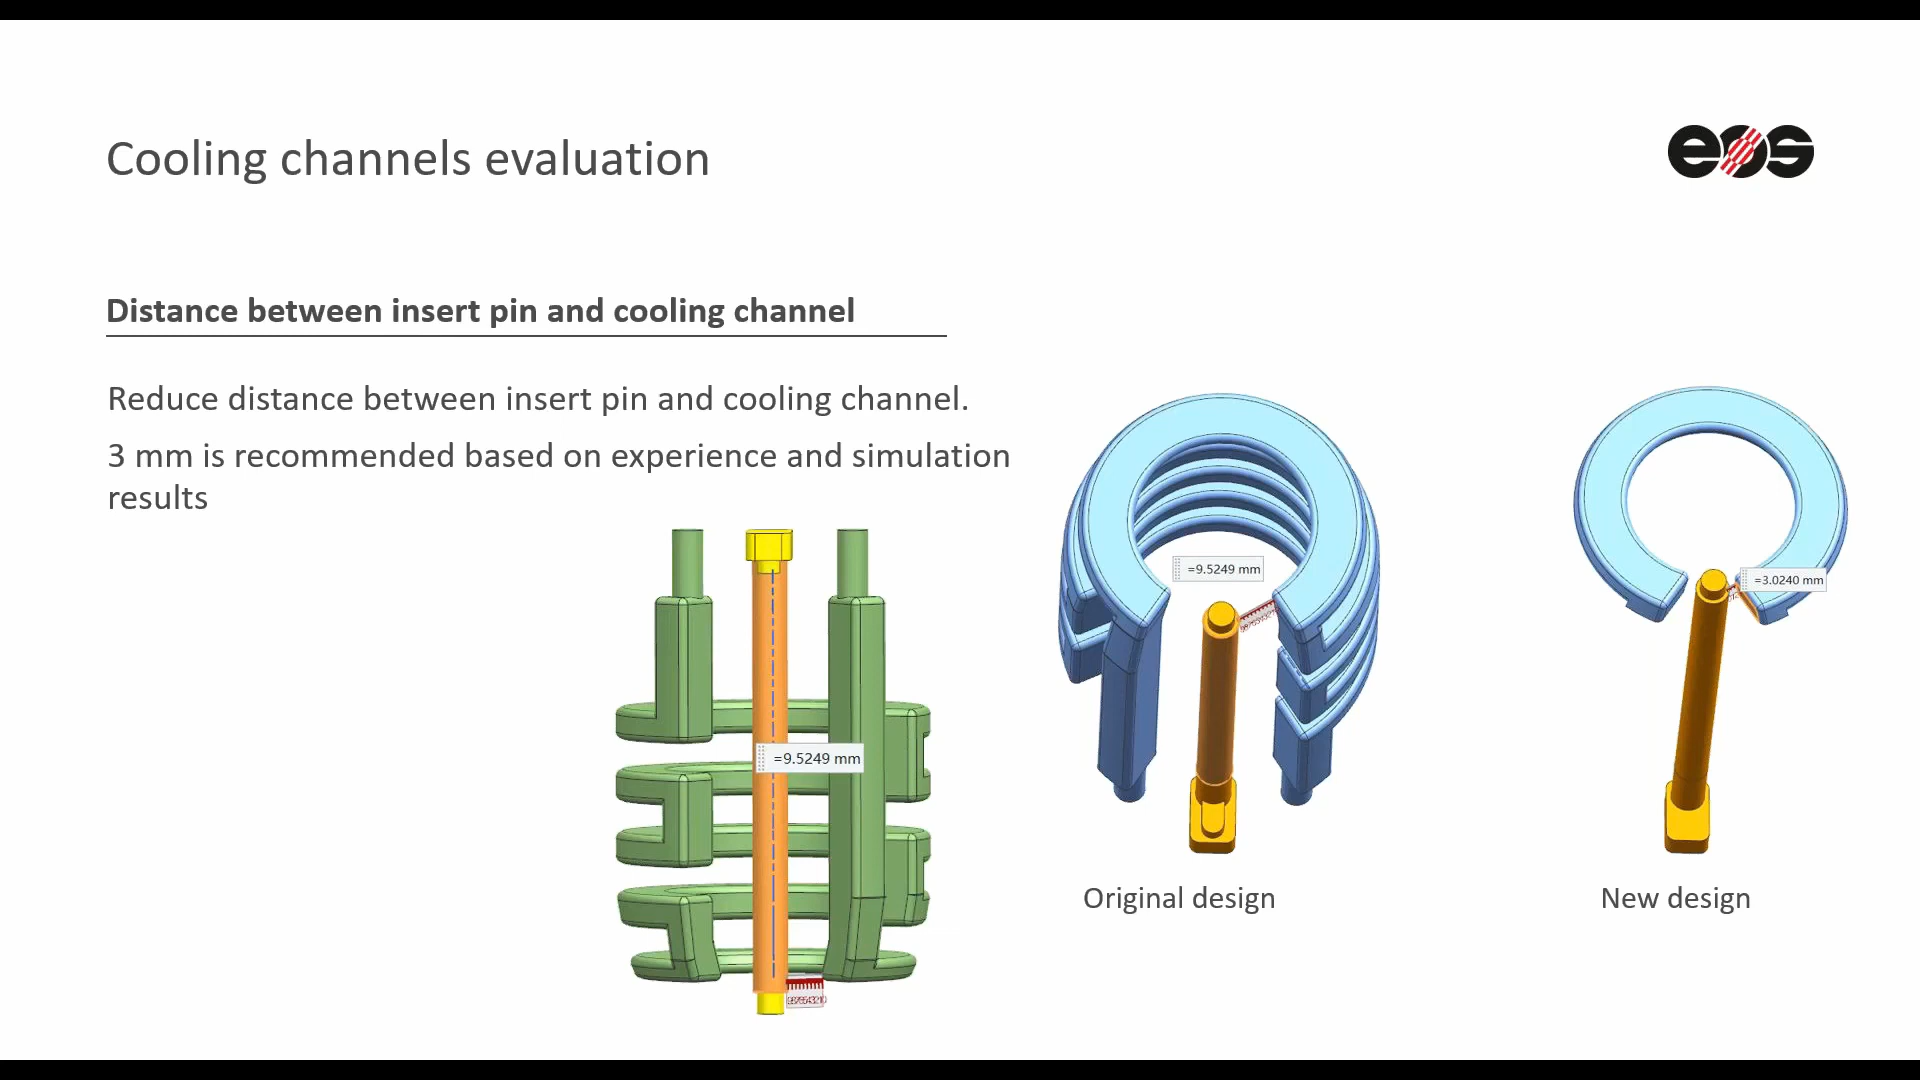 Cooling channels evaluation
eos
Distance between insert pin and cooling channel
Reduce distance between insert pin and cooling channel.
3 mm is recommended based on experience and simulation
results
=9.5249 mm
=9.5249 mm
=3.0240 mm
Original design
New design